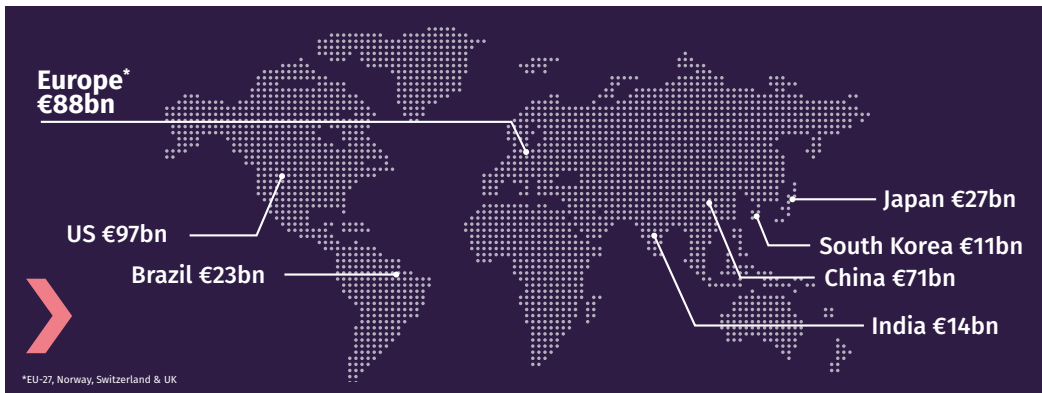 Europe*
€88bn
US €97bn
Brazil €23bn
Japan €27bn
South Korea €11bn
China €71bn
India €14bn
*EU-27, Norway, Switzerland & UK